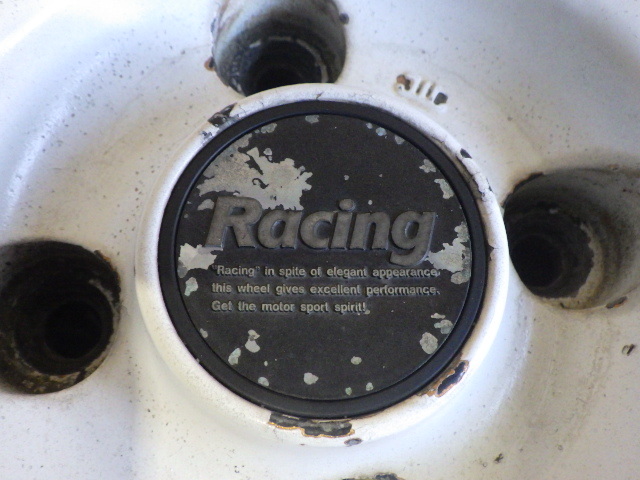 Racing
"Racing" in spite of elegant appearance,
this wheel gives excellent performance.
Get the motor sport spirit!